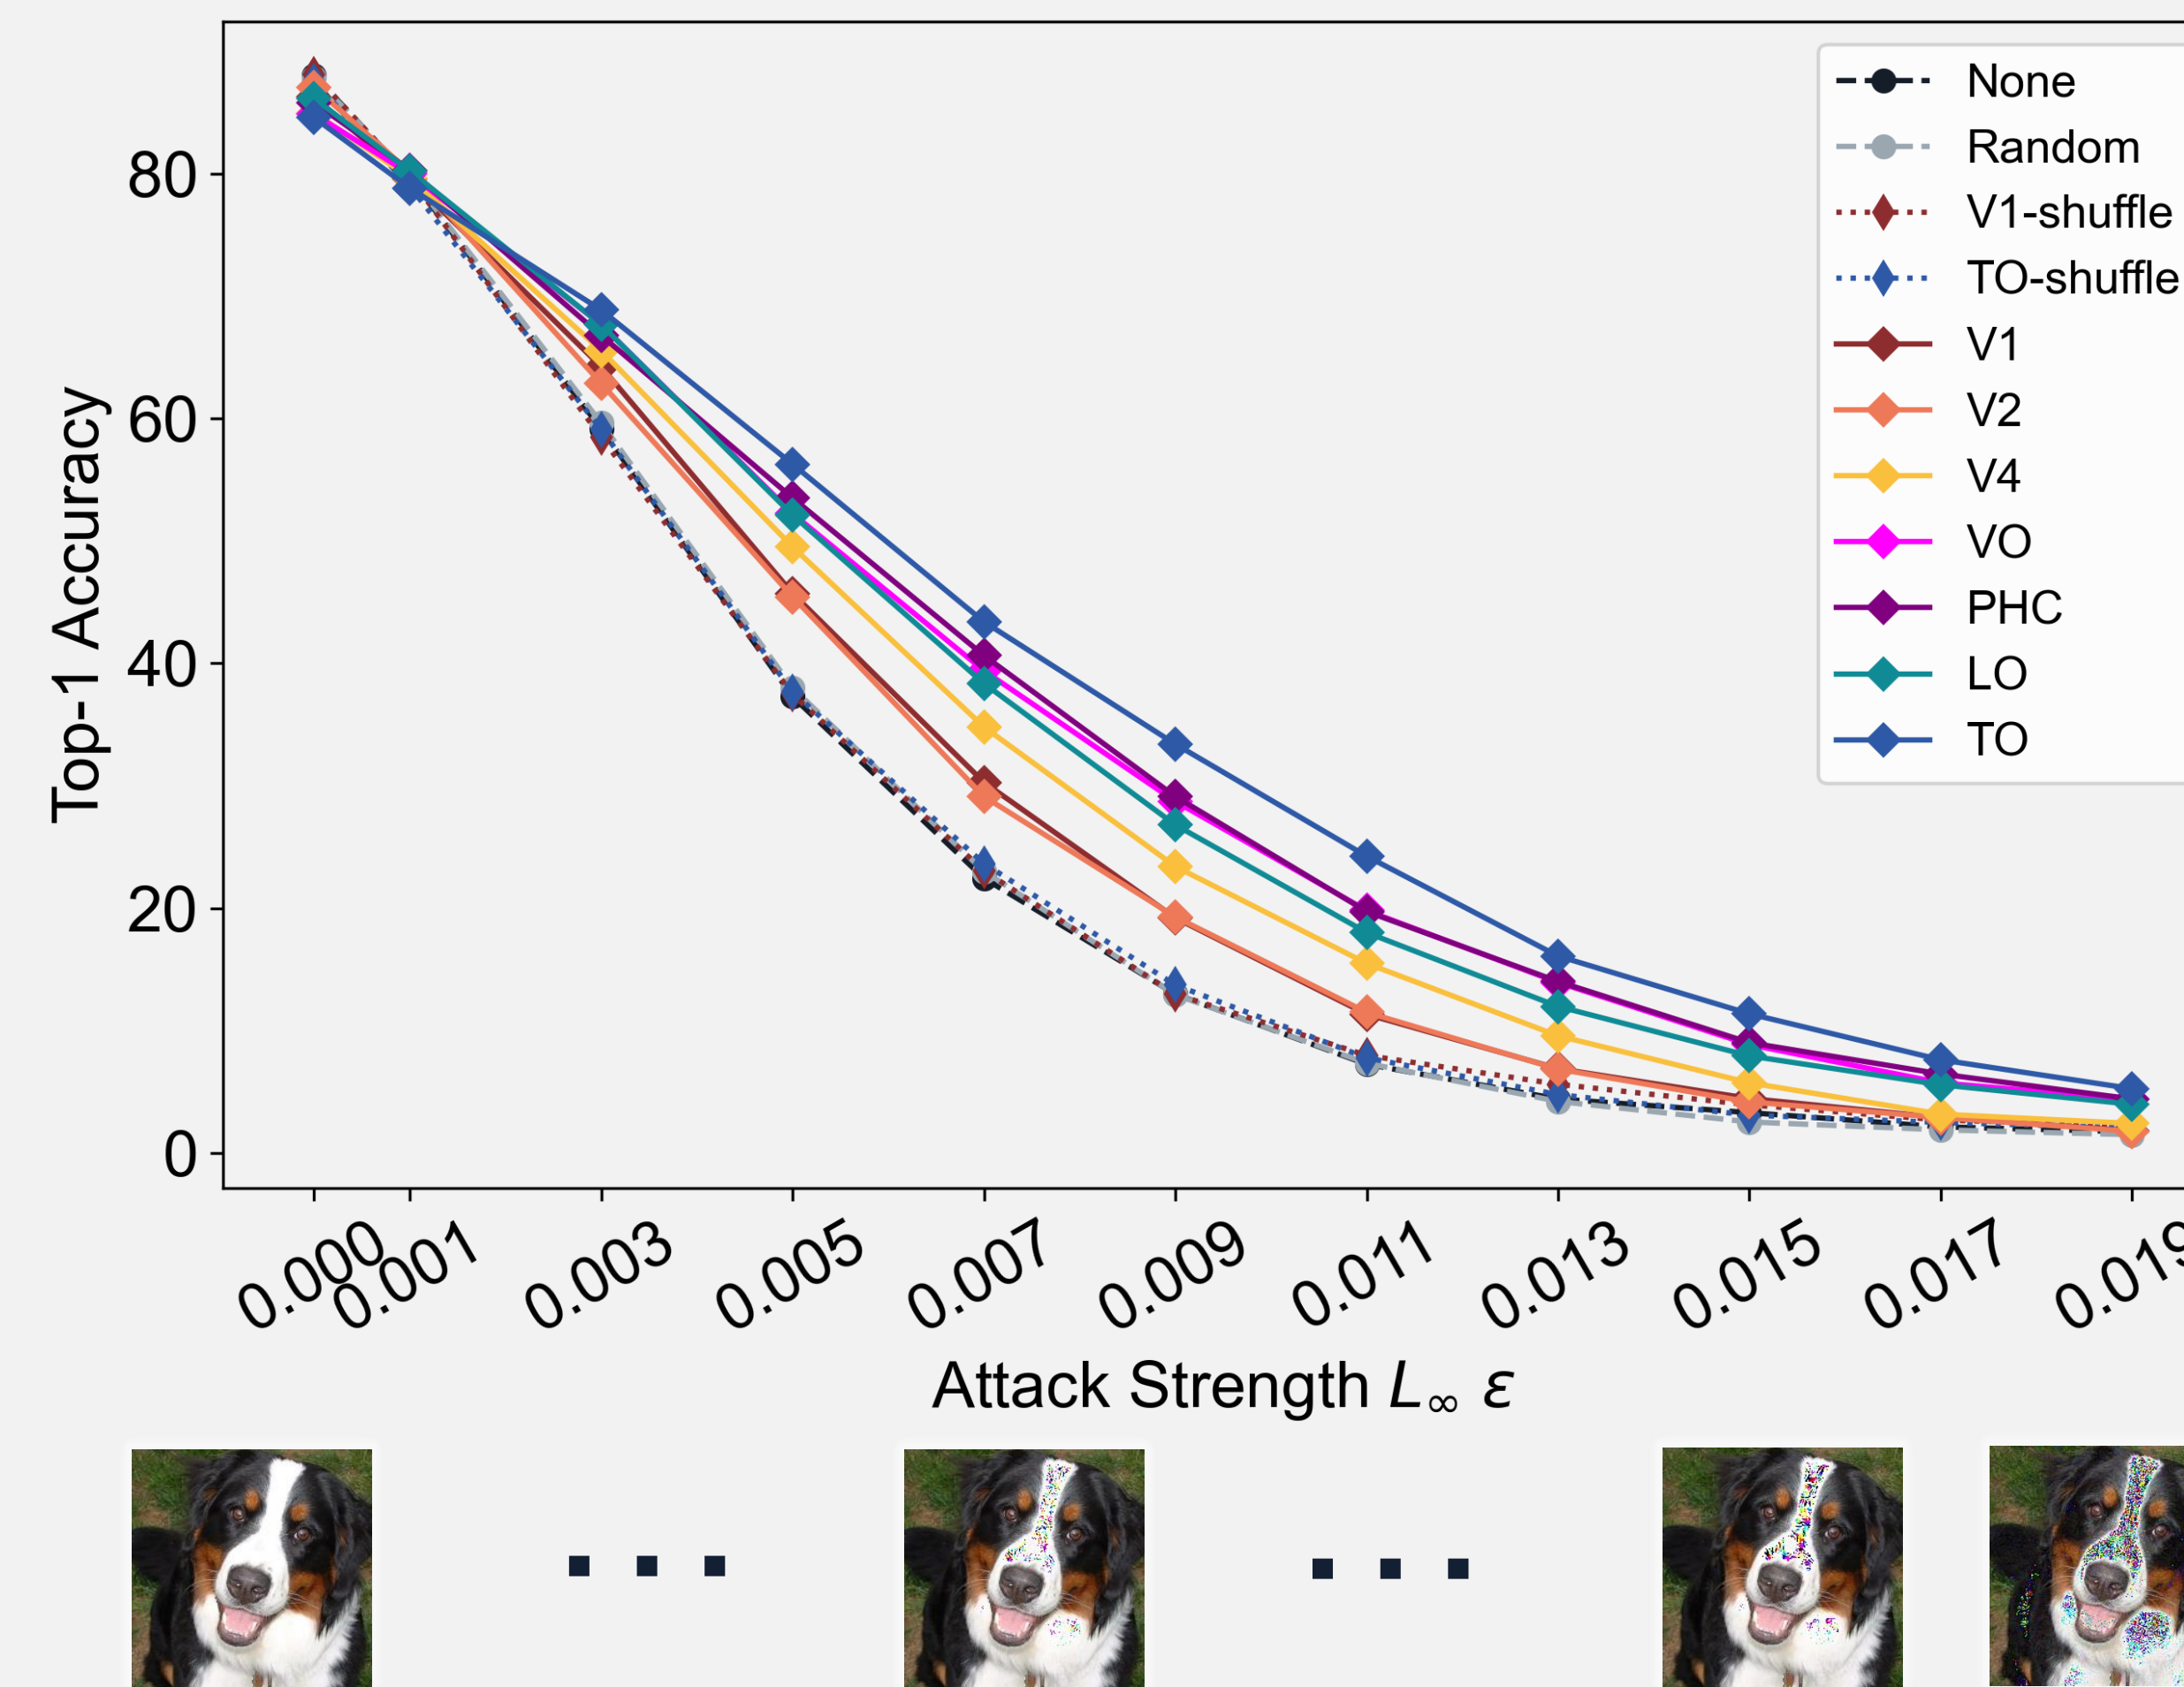 Top-1 Accuracy
80
60
40
20
0
None
Random
V1-shuffle
TO-shuffle
V1
V2
V4
VO
PHC
LO
TO
0.000
0.001
0.003
0.005
0.007
0.009
0.011
0.013
0.015
0.017
0.019
Attack Strength L∞ ε